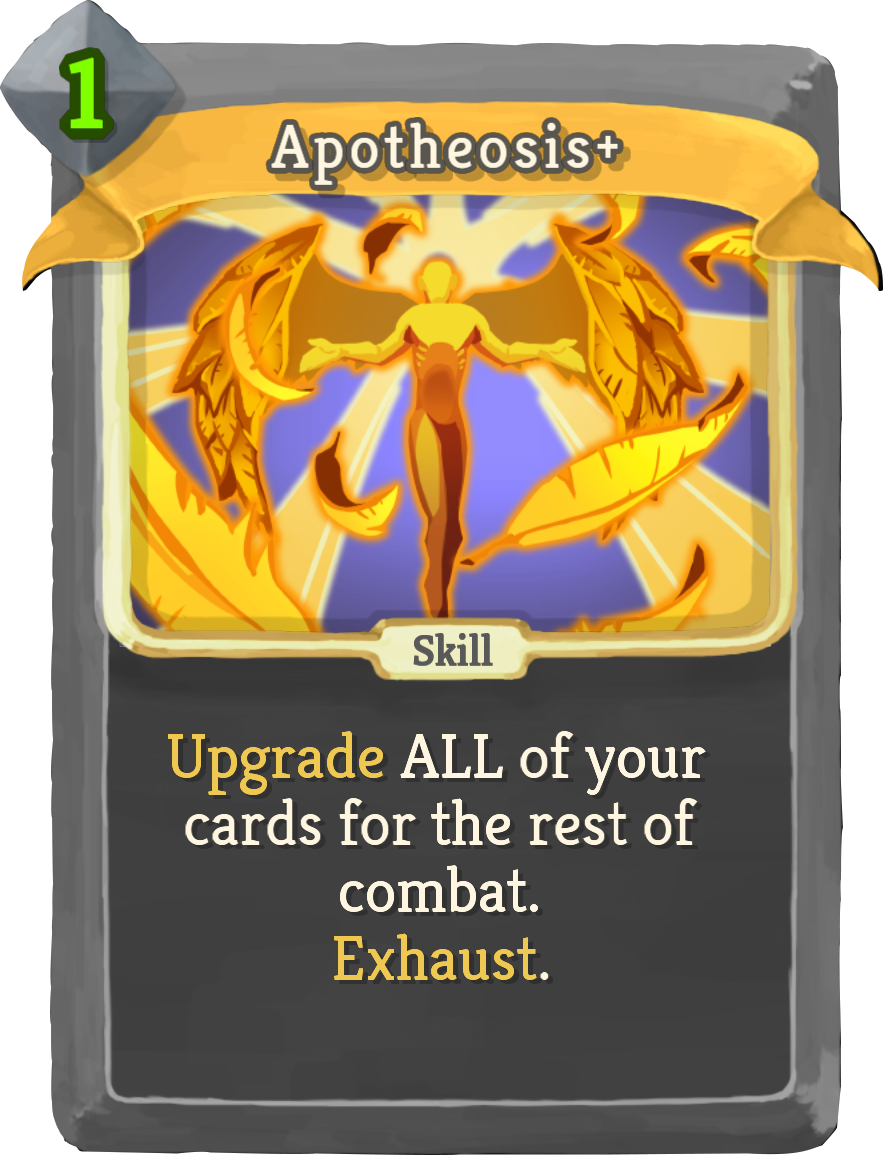 1
Apotheosis+
Skill
Upgrade ALL of your
cards for the rest of
combat.
Exhaust.